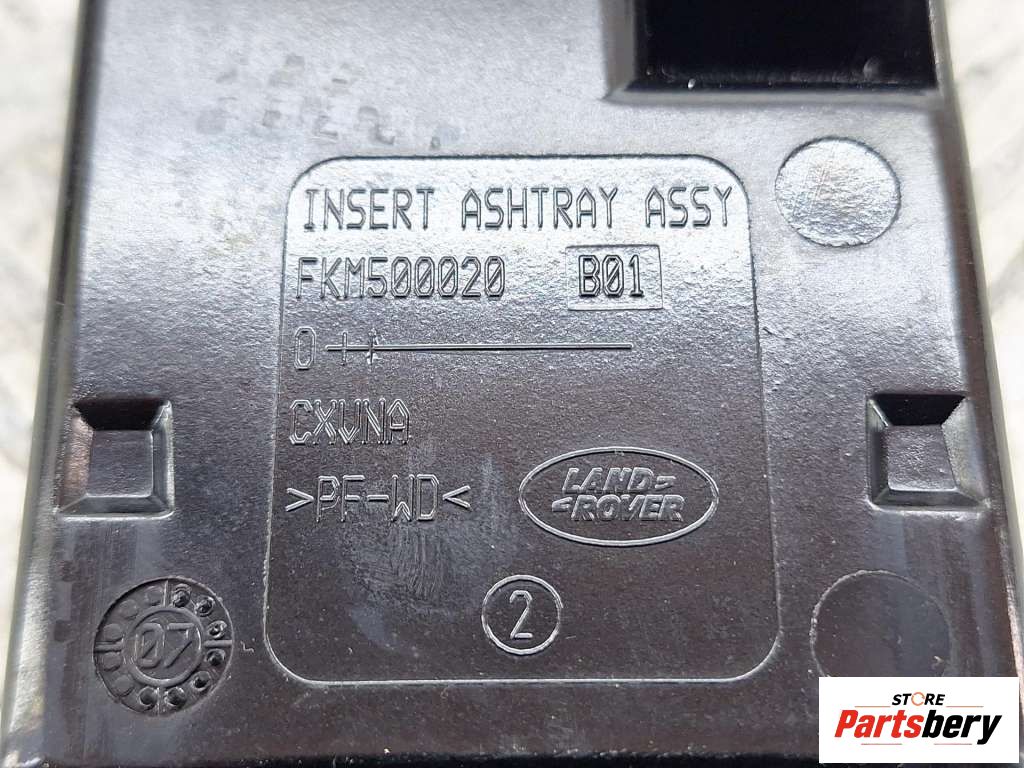 INSERT ASHTRAY ASSY
FKM500020 B01
CXVNA
>PF-WD<
LAND-
-ROVER
2
07
STORE
Partsbery